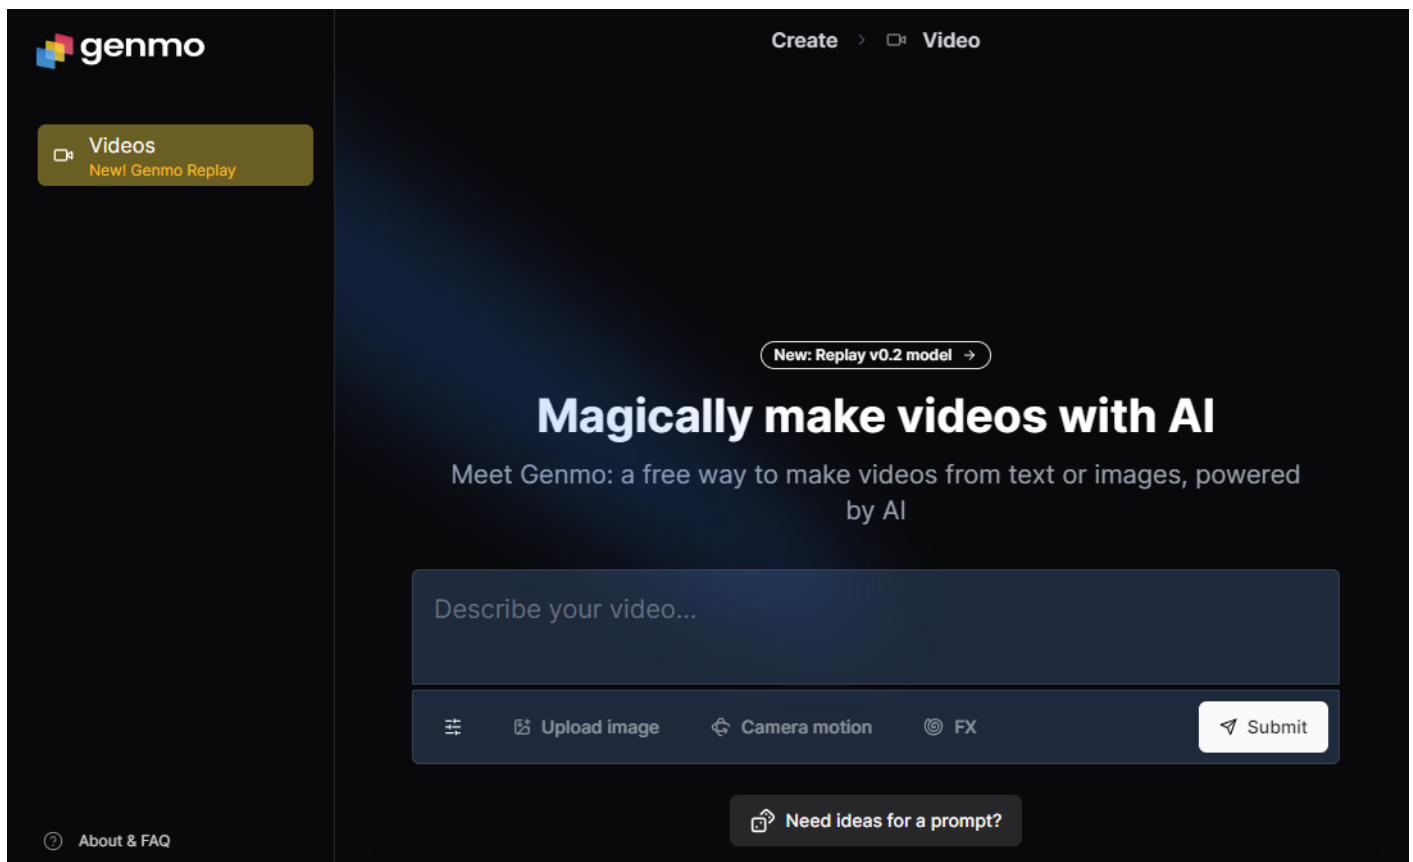 genmo
Create > Video
Videos
New! Genmo Replay
New: Replay v0.2 model →
Magically make videos with AI
Meet Genmo: a free way to make videos from text or images, powered
by AI
Describe your video...
Upload image Camera motion FX Submit
Need ideas for a prompt?
? About & FAQ